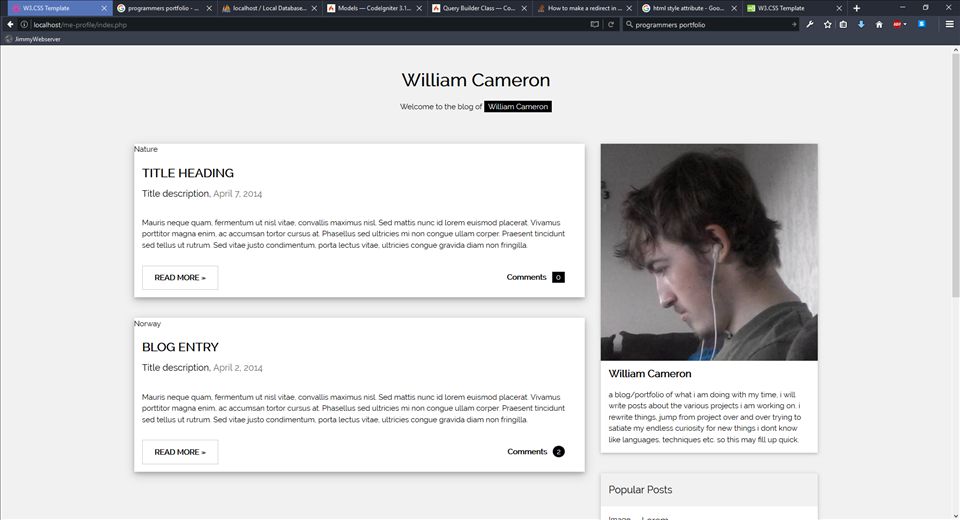 W3.CSS Template
programmers portfolio - ...
localhost / Local Database...
Models — CodeIgniter 3.1....
Query Builder Class — Co...
How to make a redirect in ...
html style attribute - Goo...
W3.CSS Template
localhost/me-profile/index.php
programmers portfolio
JimmyWebserver
William Cameron
Welcome to the blog of William Cameron
Nature
TITLE HEADING
Title description, April 7, 2014
Mauris neque quam, fermentum ut nisl vitae, convallis maximus nisl. Sed mattis nunc id lorem euismod placerat. Vivamus
porttitor magna enim, ac accumsan tortor cursus at. Phasellus sed ultricies mi non congue ullam corper. Praesent tincidunt
sed tellus ut rutrum. Sed vitae justo condimentum, porta lectus vitae, ultricies congue gravida diam non fringilla.
READ MORE »
Comments 0
Norway
BLOG ENTRY
Title description, April 2, 2014
Mauris neque quam, fermentum ut nisl vitae, convallis maximus nisl. Sed mattis nunc id lorem euismod placerat. Vivamus
porttitor magna enim, ac accumsan tortor cursus at. Phasellus sed ultricies mi non congue ullam corper. Praesent tincidunt
sed tellus ut rutrum. Sed vitae justo condimentum, porta lectus vitae, ultricies congue gravida diam non fringilla.
READ MORE »
Comments 2
William Cameron
a blog/portfolio of what i am doing with my time, i will
write posts about the various projects i am working on. i
rewrite things, jump from project over and over trying to
satiate my endless curiosity for new things i dont know
like languages, techniques etc. so this may fill up quick.
Popular Posts